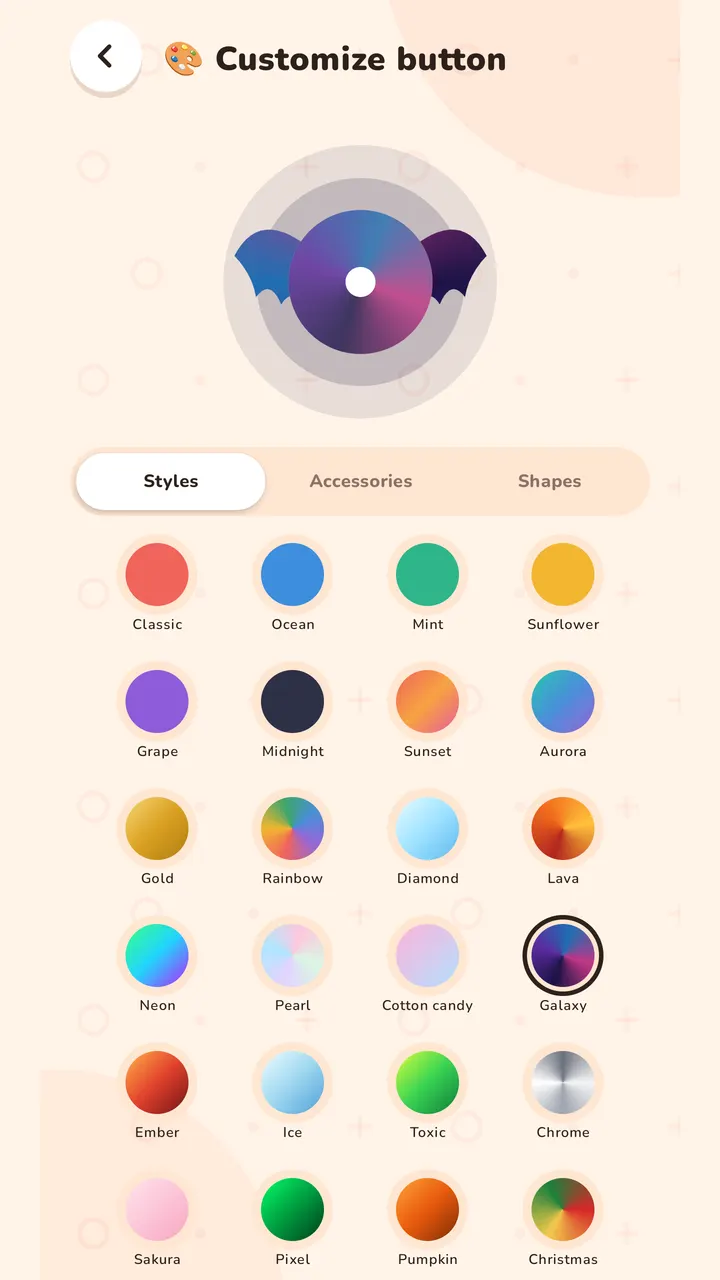 Customize button
Styles Accessories Shapes
Classic Ocean Mint Sunflower
Grape Midnight Sunset Aurora
Gold Rainbow Diamond Lava
Neon Pearl Cotton candy Galaxy
Ember Ice Toxic Chrome
Sakura Pixel Pumpkin Christmas